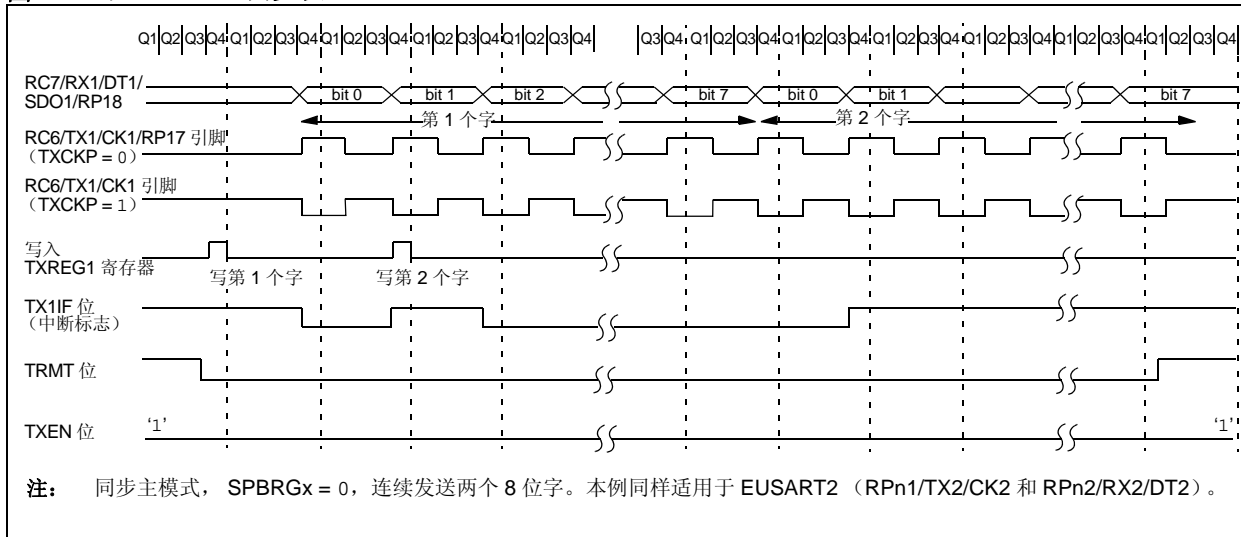 Q1 Q2 Q3 Q4 Q1 Q2 Q3 Q4 Q1 Q2 Q3 Q4 Q1 Q2 Q3 Q4 Q1 Q2 Q3 Q4 Q3 Q4 Q1 Q2 Q3 Q4 Q1 Q2 Q3 Q4 Q1 Q2 Q3 Q4 Q1 Q2 Q3 Q4 Q1 Q2 Q3 Q4 Q1 Q2 Q3 Q4
RC7/RX1/DT1/
SDO1/RP18
bit 0 bit 1 bit 2 bit 7 bit 0 bit 1 bit 7
第 1 个字 第 2 个字
RC6/TX1/CK1/RP17 引脚
（TXCKP = 0）
RC6/TX1/CK1 引脚
（TXCKP = 1）
写入
TXREG1 寄存器
写第 1 个字 写第 2 个字
TX1IF 位
（中断标志）
TRMT 位
TXEN 位 ‘1’ ‘1’
注： 同步主模式， SPBRGx = 0，连续发送两个 8 位字。本例同样适用于 EUSART2 （RPn1/TX2/CK2 和 RPn2/RX2/DT2）。